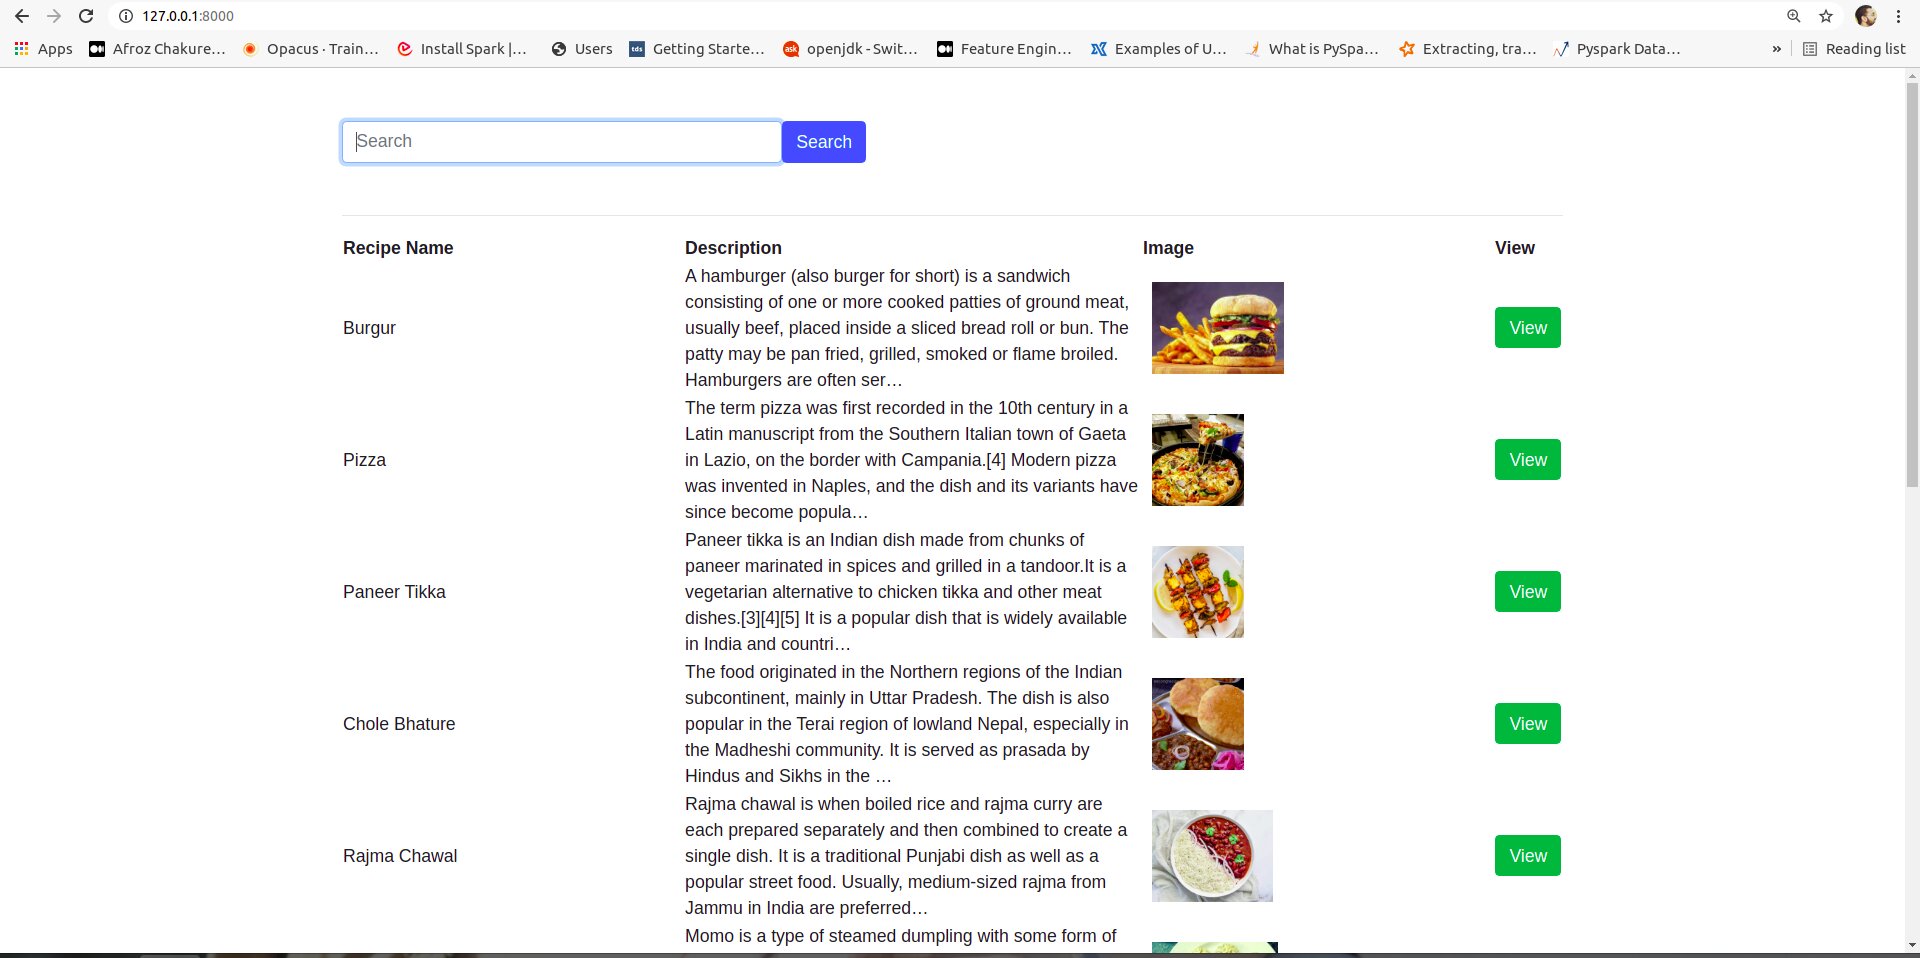 127.0.0.1:8000
Apps Afroz Chakure... Opacus · Train... Install Spark |... Users Getting Starte... openjdk - Swit... Feature Engin... Examples of U... What is PySpa... Extracting, tra... Pyspark Data... » Reading list
Search Search
Recipe Name Description Image View
A hamburger (also burger for short) is a sandwich
consisting of one or more cooked patties of ground meat,
Burgur usually beef, placed inside a sliced bread roll or bun. The View
patty may be pan fried, grilled, smoked or flame broiled.
Hamburgers are often ser…
The term pizza was first recorded in the 10th century in a
Latin manuscript from the Southern Italian town of Gaeta
Pizza in Lazio, on the border with Campania.[4] Modern pizza View
was invented in Naples, and the dish and its variants have
since become popula…
Paneer tikka is an Indian dish made from chunks of
paneer marinated in spices and grilled in a tandoor.It is a
Paneer Tikka vegetarian alternative to chicken tikka and other meat View
dishes.[3][4][5] It is a popular dish that is widely available
in India and countri…
The food originated in the Northern regions of the Indian
subcontinent, mainly in Uttar Pradesh. The dish is also
Chole Bhature popular in the Terai region of lowland Nepal, especially in View
the Madheshi community. It is served as prasada by
Hindus and Sikhs in the …
Rajma chawal is when boiled rice and rajma curry are
each prepared separately and then combined to create a
Rajma Chawal single dish. It is a traditional Punjabi dish as well as a View
popular street food. Usually, medium-sized rajma from
Jammu in India are preferred…
Momo is a type of steamed dumpling with some form of